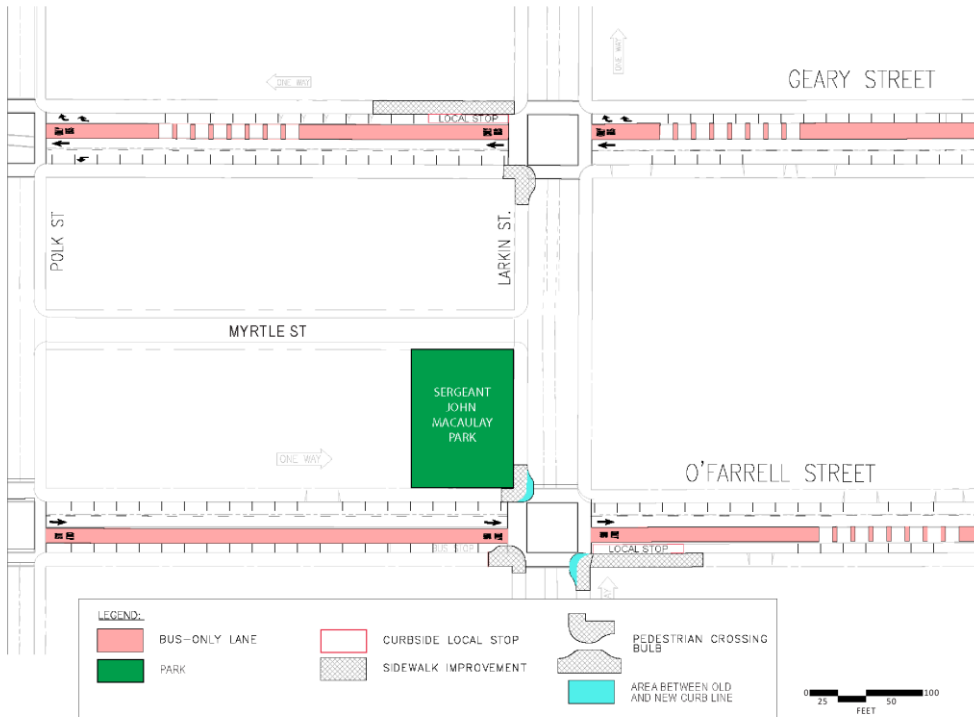 ONE WAY
ONE WAY
GEARY STREET
LOCAL STOP
POLK ST
LARKIN ST.
MYRTLE ST
SERGEANT
JOHN
MACAULAY
PARK
ONE WAY
O'FARRELL STREET
BUS STOP
LOCAL STOP
WAY
LEGEND:
BUS-ONLY LANE
CURBSIDE LOCAL STOP
PEDESTRIAN CROSSING
BULB
PARK
SIDEWALK IMPROVEMENT
AREA BETWEEN OLD
AND NEW CURB LINE
0 100
25 50
FEET